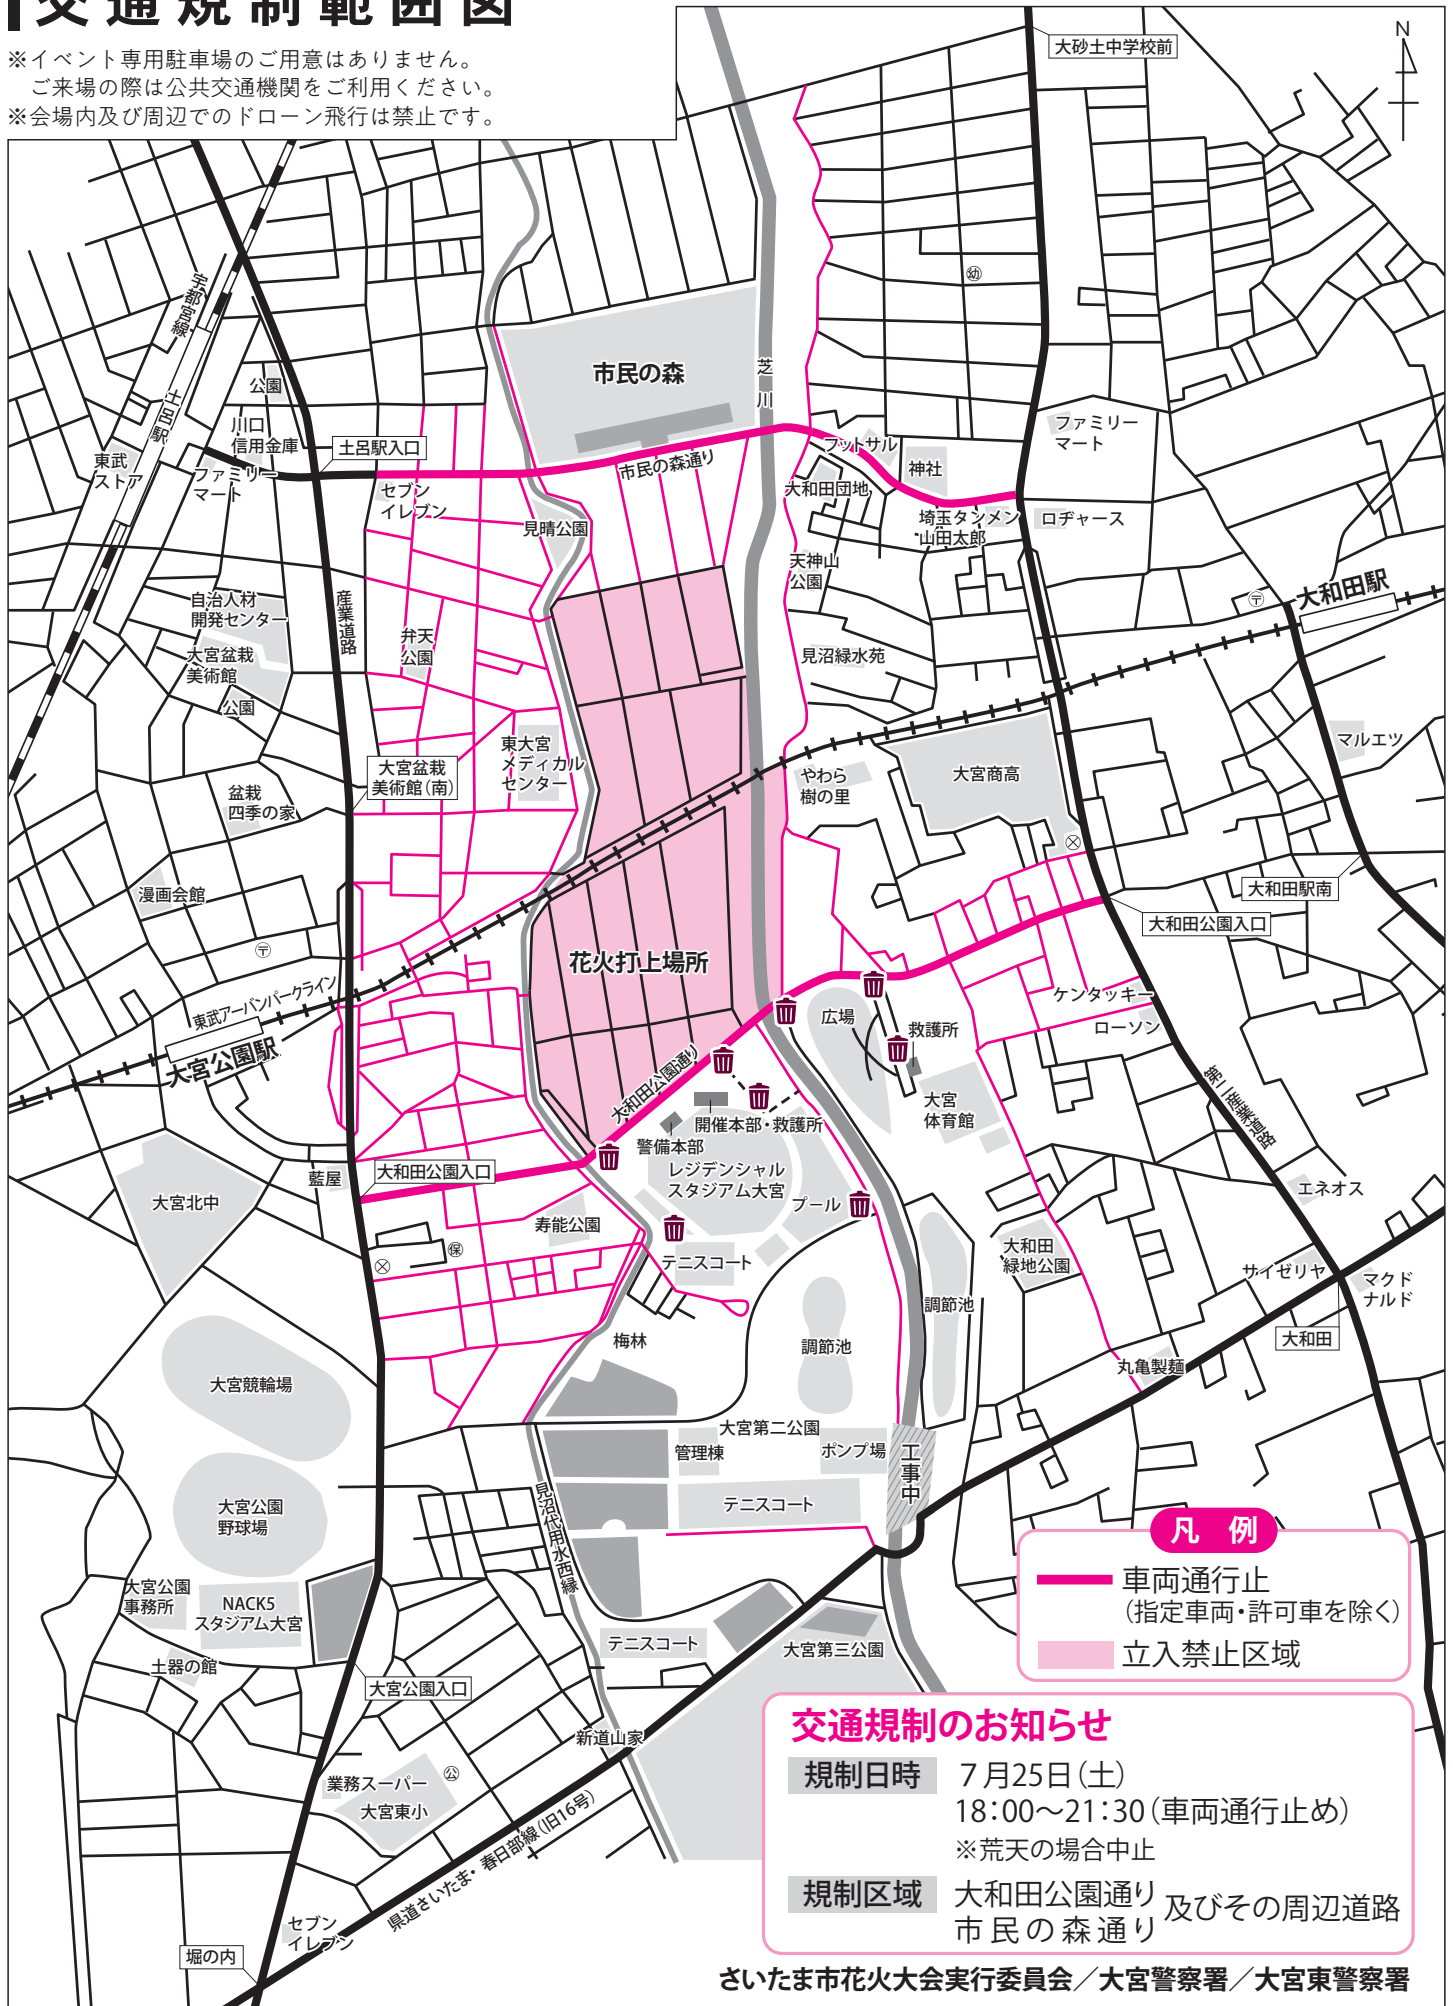 交通規制範囲図
※イベント専用駐車場のご用意はありません。
ご来場の際は公共交通機関をご利用ください。
※会場内及び周辺でのドローン飛行は禁止です。
N
大砂土中学校前
幼
宇都宮線
土呂駅
公園
川口
信用金庫
土呂駅入口
東武
ストア
ファミリー
マート
セブン
イレブン
市民の森
芝川
市民の森通り
フットサル
神社
ファミリー
マート
大和田団地
埼玉タンメン
山田太郎
ロヂャース
見晴公園
天神山
公園
大和田駅
〒
自治人材
開発センター
産業道路
弁天
公園
大宮盆栽
美術館
公園
見沼緑水苑
東大宮
メディカル
センター
大宮盆栽
美術館(南)
やわら
樹の里
大宮商高
マルエツ
盆栽
四季の家
漫画会館
〒
大和田駅南
大和田公園入口
花火打上場所
東武アーバンパークライン
大宮公園駅
ケンタッキー
ローソン
広場
救護所
大和田公園通り
開催本部・救護所
警備本部
大宮
体育館
第二産業道路
大和田公園入口
藍屋
レジデンシャル
スタジアム大宮
プール
エネオス
大宮北中
寿能公園
保
テニスコート
大和田
緑地公園
サイゼリヤ
マクド
ナルド
大和田
調節池
梅林
調節池
丸亀製麺
大宮競輪場
大宮第二公園
管理棟
ポンプ場
工事中
テニスコート
見沼代用水西縁
大宮公園
野球場
大宮公園
事務所
NACK5
スタジアム大宮
土器の館
テニスコート
大宮第三公園
大宮公園入口
新道山家
業務スーパー
公
大宮東小
県道さいたま・春日部線(旧16号)
セブン
イレブン
堀の内
凡 例
車両通行止
(指定車両・許可車を除く)
立入禁止区域
交通規制のお知らせ
規制日時 7月25日(土)
18:00～21:30(車両通行止め)
※荒天の場合中止
規制区域 大和田公園通り
市民の森通り 及びその周辺道路
さいたま市花火大会実行委員会／大宮警察署／大宮東警察署